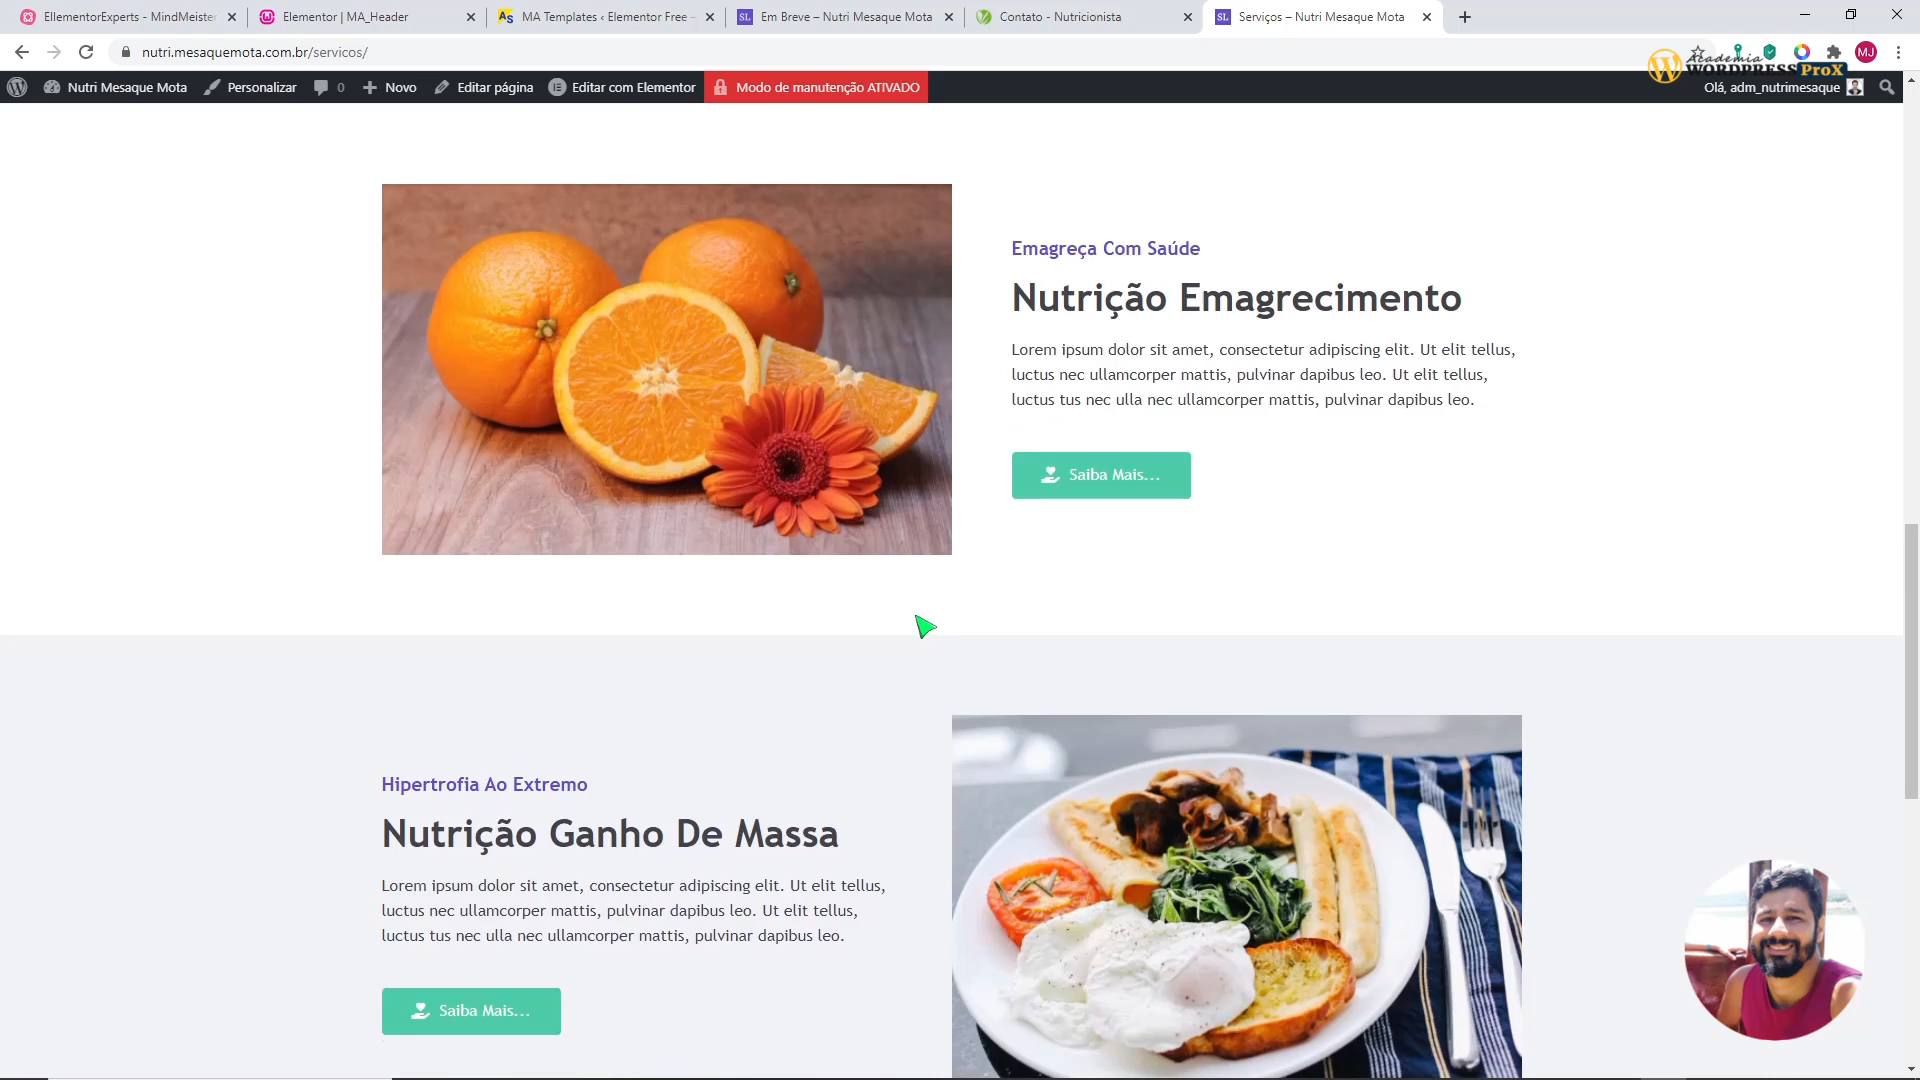 EllementorExperts - MindMeister
Elementor | MA_Header
MA Templates ‹ Elementor Free –
Em Breve – Nutri Mesaque Mota
Contato - Nutricionista
Serviços – Nutri Mesaque Mota
nutri.mesaquemota.com.br/servicos/
MJ
Academia
WORDPRESS ProX
Nutri Mesaque Mota
Personalizar
0
Novo
Editar página
Editar com Elementor
Modo de manutenção ATIVADO
Olá, adm_nutrimesaque
Emagreça Com Saúde
Nutrição Emagrecimento
Lorem ipsum dolor sit amet, consectetur adipiscing elit. Ut elit tellus,
luctus nec ullamcorper mattis, pulvinar dapibus leo. Ut elit tellus,
luctus tus nec ulla nec ullamcorper mattis, pulvinar dapibus leo.
Saiba Mais...
Hipertrofia Ao Extremo
Nutrição Ganho De Massa
Lorem ipsum dolor sit amet, consectetur adipiscing elit. Ut elit tellus,
luctus nec ullamcorper mattis, pulvinar dapibus leo. Ut elit tellus,
luctus tus nec ulla nec ullamcorper mattis, pulvinar dapibus leo.
Saiba Mais...